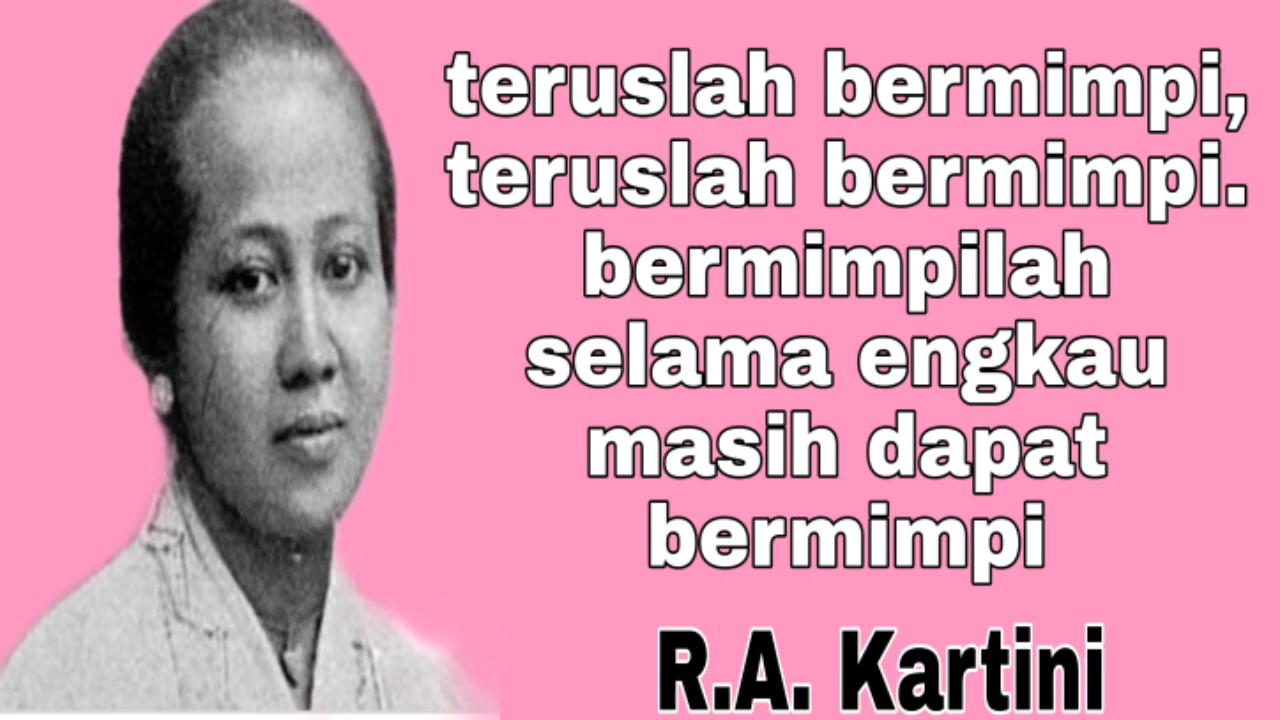 teruslah bermimpi,
teruslah bermimpi.
bermimpilah
selama engkau
masih dapat
bermimpi
R.A. Kartini